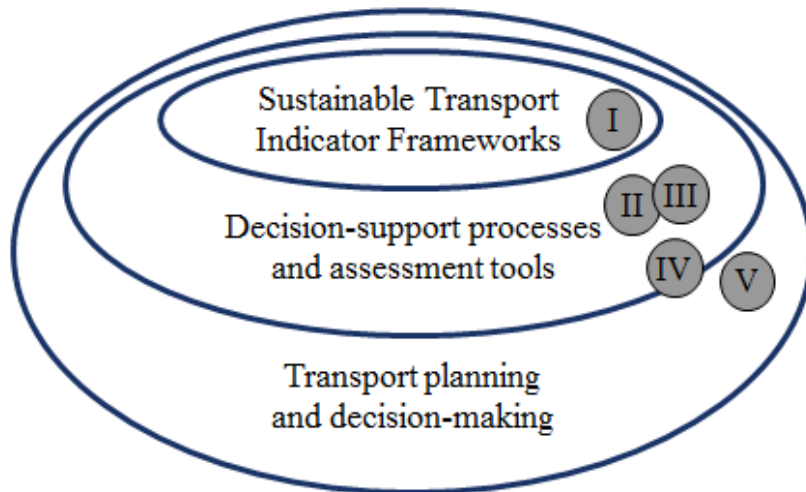 Sustainable Transport
Indicator Frameworks
I
II
III
Decision-support processes
and assessment tools
IV
V
Transport planning
and decision-making